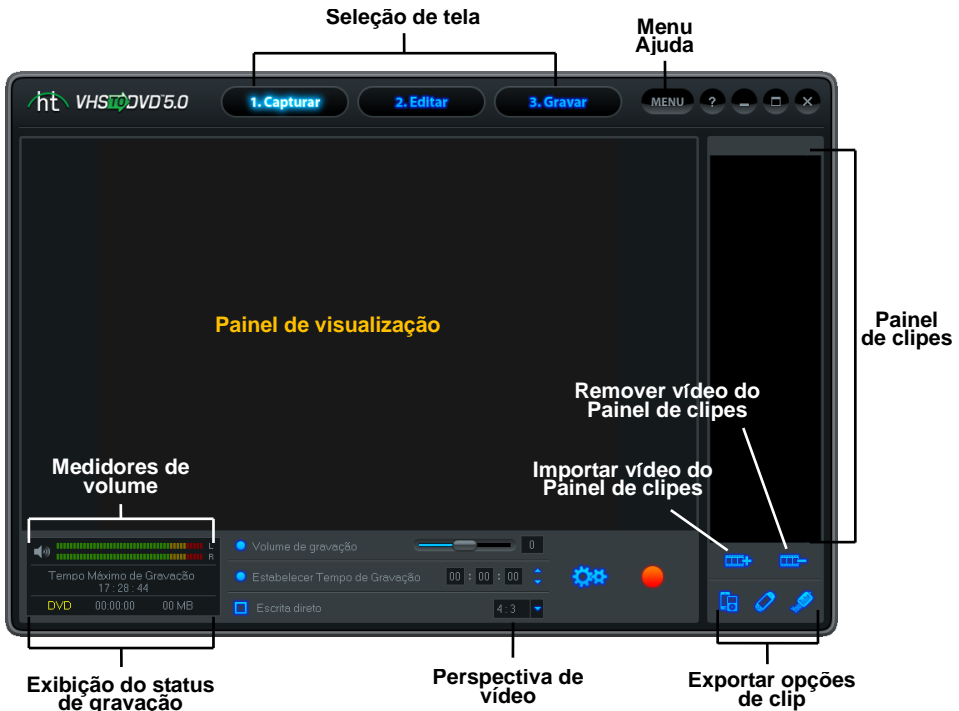 Seleção de tela
Menu
Ajuda
ht VHS TO DVD 5.0
1. Capturar
2. Editar
3. Gravar
MENU
?
Painel de visualização
Painel
de clipes
Remover vídeo do
Painel de clipes
Importar vídeo do
Painel de clipes
Medidores de
volume
L
R
Tempo Máximo de Gravação
17 : 28 : 44
DVD 00:00:00 00 MB
Volume de gravação 0
Estabelecer Tempo de Gravação 00 : 00 : 00
Escrita direto 4 : 3
Exibição do status
de gravação
Perspectiva de
vídeo
Exportar opções
de clip